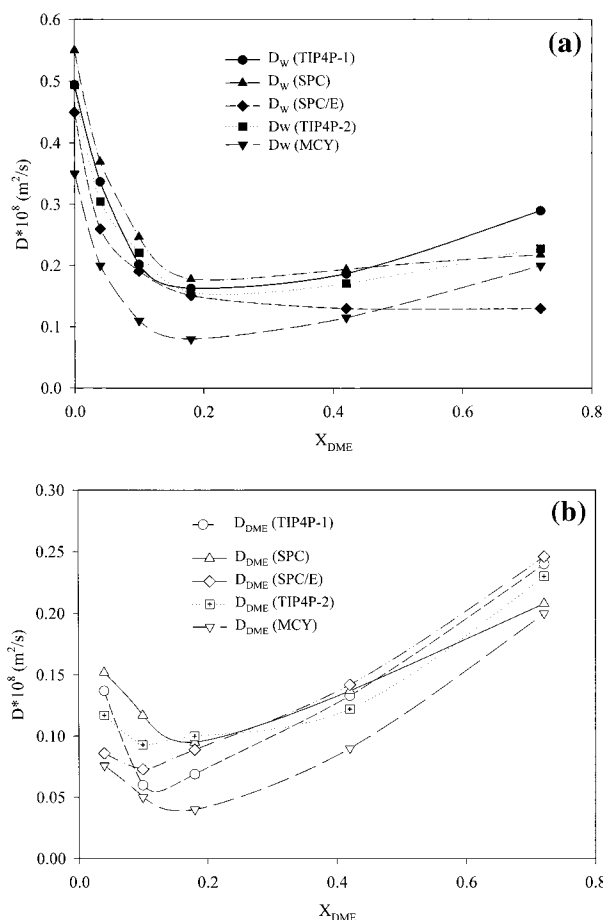 (a)
D_W (TIP4P-1)
D_W (SPC)
D_W (SPC/E)
Dw (TIP4P-2)
Dw (MCY)
D*10^8 (m^2/s)
0.6
0.5
0.4
0.3
0.2
0.1
0.0
0.0 0.2 0.4 0.6 0.8
X_DME
(b)
D_DME (TIP4P-1)
D_DME (SPC)
D_DME (SPC/E)
D_DME (TIP4P-2)
D_DME (MCY)
D*10^8 (m^2/s)
0.30
0.25
0.20
0.15
0.10
0.05
0.00
0.0 0.2 0.4 0.6 0.8
X_DME